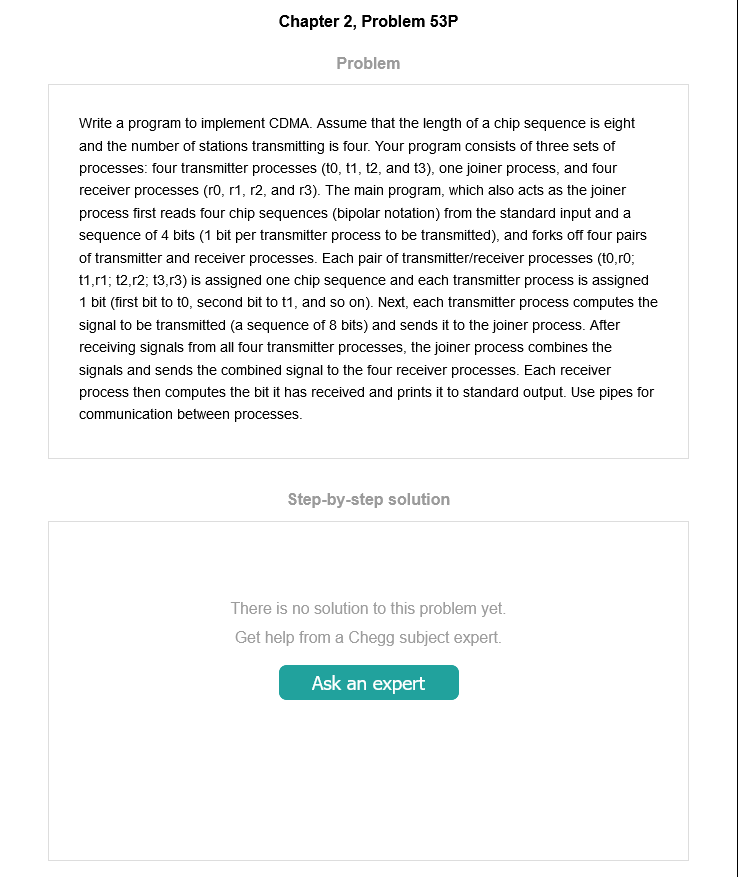 Chapter 2, Problem 53P
Problem
Write a program to implement CDMA. Assume that the length of a chip sequence is eight
and the number of stations transmitting is four. Your program consists of three sets of
processes: four transmitter processes (t0, t1, t2, and t3), one joiner process, and four
receiver processes (r0, r1, r2, and r3). The main program, which also acts as the joiner
process first reads four chip sequences (bipolar notation) from the standard input and a
sequence of 4 bits (1 bit per transmitter process to be transmitted), and forks off four pairs
of transmitter and receiver processes. Each pair of transmitter/receiver processes (t0,r0;
t1,r1; t2,r2; t3,r3) is assigned one chip sequence and each transmitter process is assigned
1 bit (first bit to t0, second bit to t1, and so on). Next, each transmitter process computes the
signal to be transmitted (a sequence of 8 bits) and sends it to the joiner process. After
receiving signals from all four transmitter processes, the joiner process combines the
signals and sends the combined signal to the four receiver processes. Each receiver
process then computes the bit it has received and prints it to standard output. Use pipes for
communication between processes.
Step-by-step solution
There is no solution to this problem yet.
Get help from a Chegg subject expert.
Ask an expert